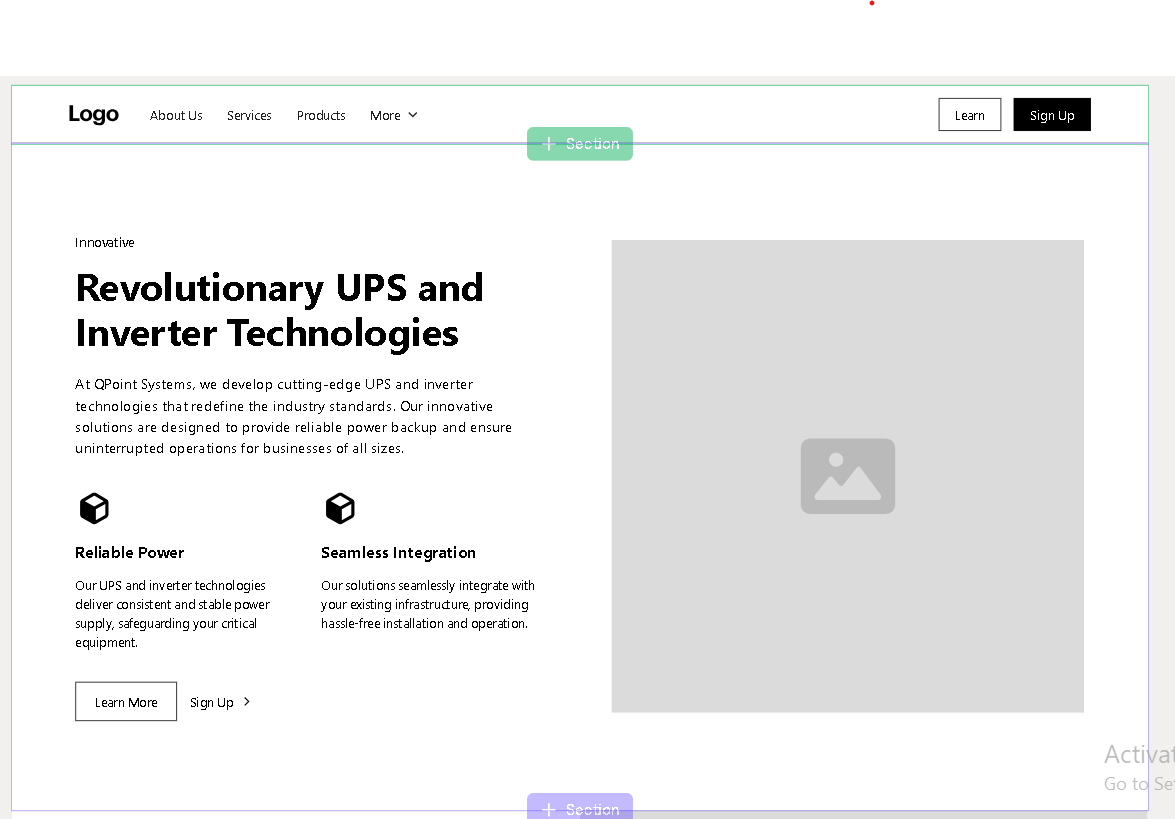 Logo
About Us
Services
Products
More
Learn
Sign Up
+ Section
Innovative
Revolutionary UPS and
Inverter Technologies
At QPoint Systems, we develop cutting-edge UPS and inverter
technologies that redefine the industry standards. Our innovative
solutions are designed to provide reliable power backup and ensure
uninterrupted operations for businesses of all sizes.
Reliable Power
Our UPS and inverter technologies
deliver consistent and stable power
supply, safeguarding your critical
equipment.
Seamless Integration
Our solutions seamlessly integrate with
your existing infrastructure, providing
hassle-free installation and operation.
Learn More
Sign Up
Activat
Go to Se
+ Section